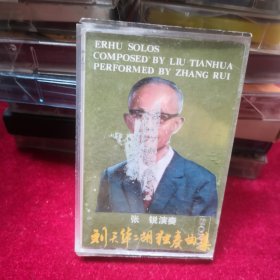 ERHU SOLOS
COMPOSED BY LIU TIANHUA
PERFORMED BY ZHANG RUI
张 锐演奏
刘天华二胡独奏曲集